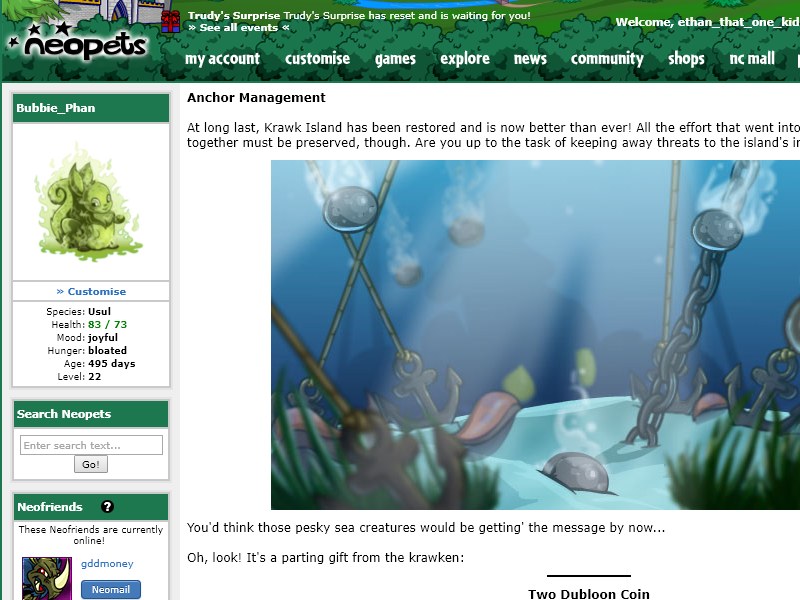 Trudy's Surprise Trudy's Surprise has reset and is waiting for you!
» See all events «
Welcome, ethan_that_one_kid
neopets
my account customise games explore news community shops nc mall
Bubbie_Phan
» Customise
Species: Usul
Health: 83 / 73
Mood: joyful
Hunger: bloated
Age: 495 days
Level: 22
Search Neopets
Enter search text...
Go!
Neofriends ?
These Neofriends are currently
online!
gddmoney
Neomail
Anchor Management
At long last, Krawk Island has been restored and is now better than ever! All the effort that went into
together must be preserved, though. Are you up to the task of keeping away threats to the island's
You'd think those pesky sea creatures would be getting' the message by now...
Oh, look! It's a parting gift from the krawken:
Two Dubloon Coin